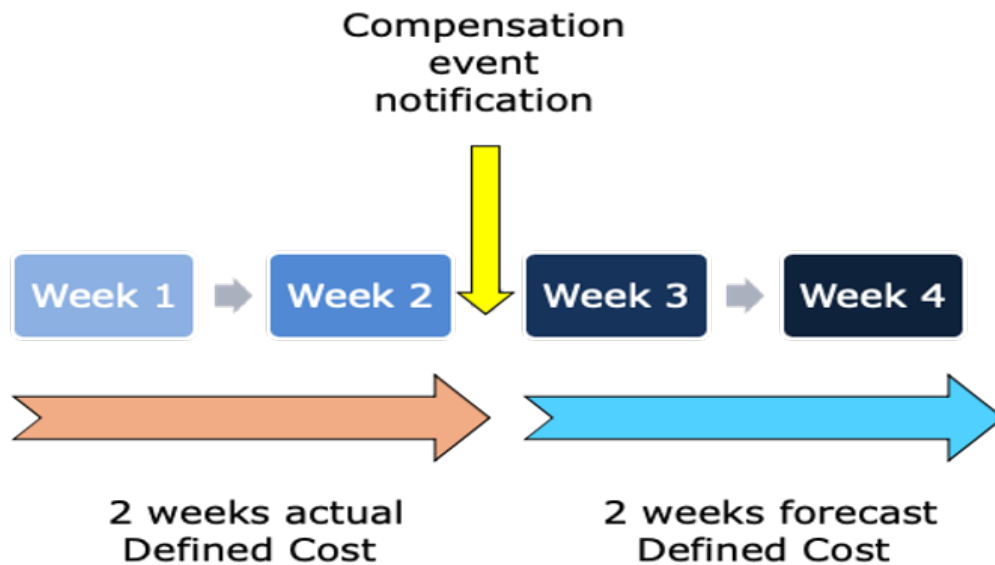 Compensation
event
notification
Week 1
Week 2
Week 3
Week 4
2 weeks actual
Defined Cost
2 weeks forecast
Defined Cost